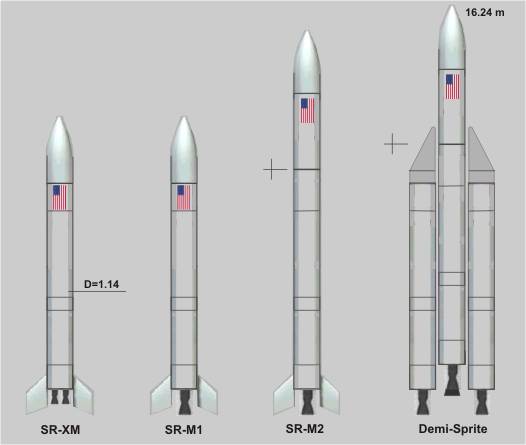 16.24 m
D=1.14
SR-XM
SR-M1
SR-M2
Demi-Sprite